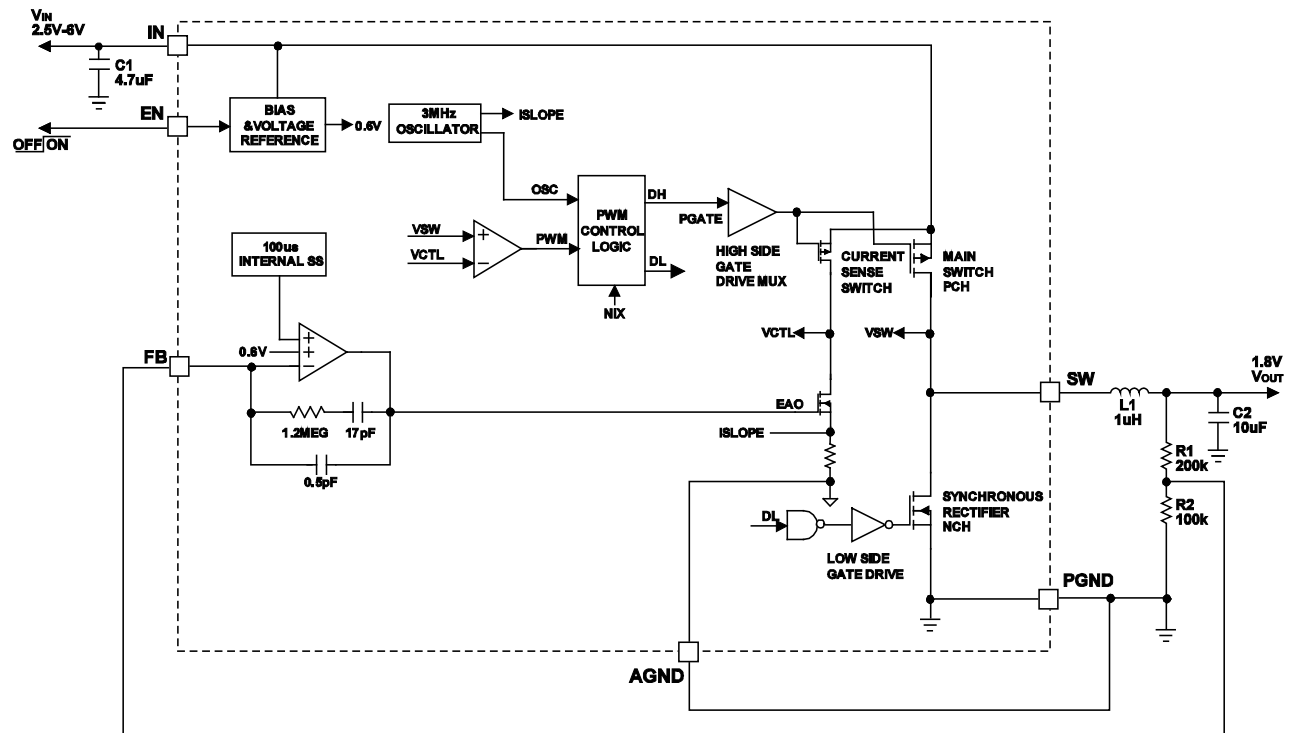 VIN
2.5V-6V
IN
C1
4.7uF
EN
OFF ON
BIAS
&VOLTAGE
REFERENCE
0.6V
3MHz
OSCILLATOR
ISLOPE
OSC
PWM
CONTROL
LOGIC
DH
DL
NIX
PGATE
HIGH SIDE
GATE
DRIVE MUX
CURRENT
SENSE
SWITCH
MAIN
SWITCH
PCH
VSW
VCTL
+
−
PWM
100us
INTERNAL SS
VCTL
VSW
FB
0.6V
+
+
−
1.2MEG
17pF
0.5pF
EAO
ISLOPE
SW
L1
1uH
1.8V
VOUT
C2
10uF
R1
200k
R2
100k
DL
LOW SIDE
GATE DRIVE
SYNCHRONOUS
RECTIFIER
NCH
PGND
AGND